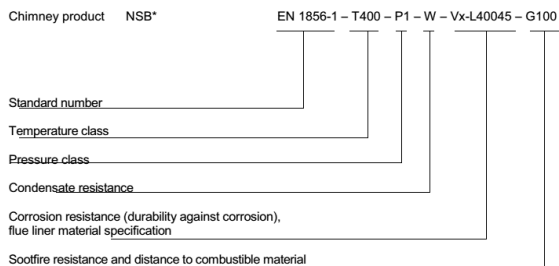 Chimney product NSB* EN 1856-1 – T400 – P1 – W – Vx-L40045 – G100
Standard number
Temperature class
Pressure class
Condensate resistance
Corrosion resistance (durability against corrosion),
flue liner material specification
Sootfire resistance and distance to combustible material